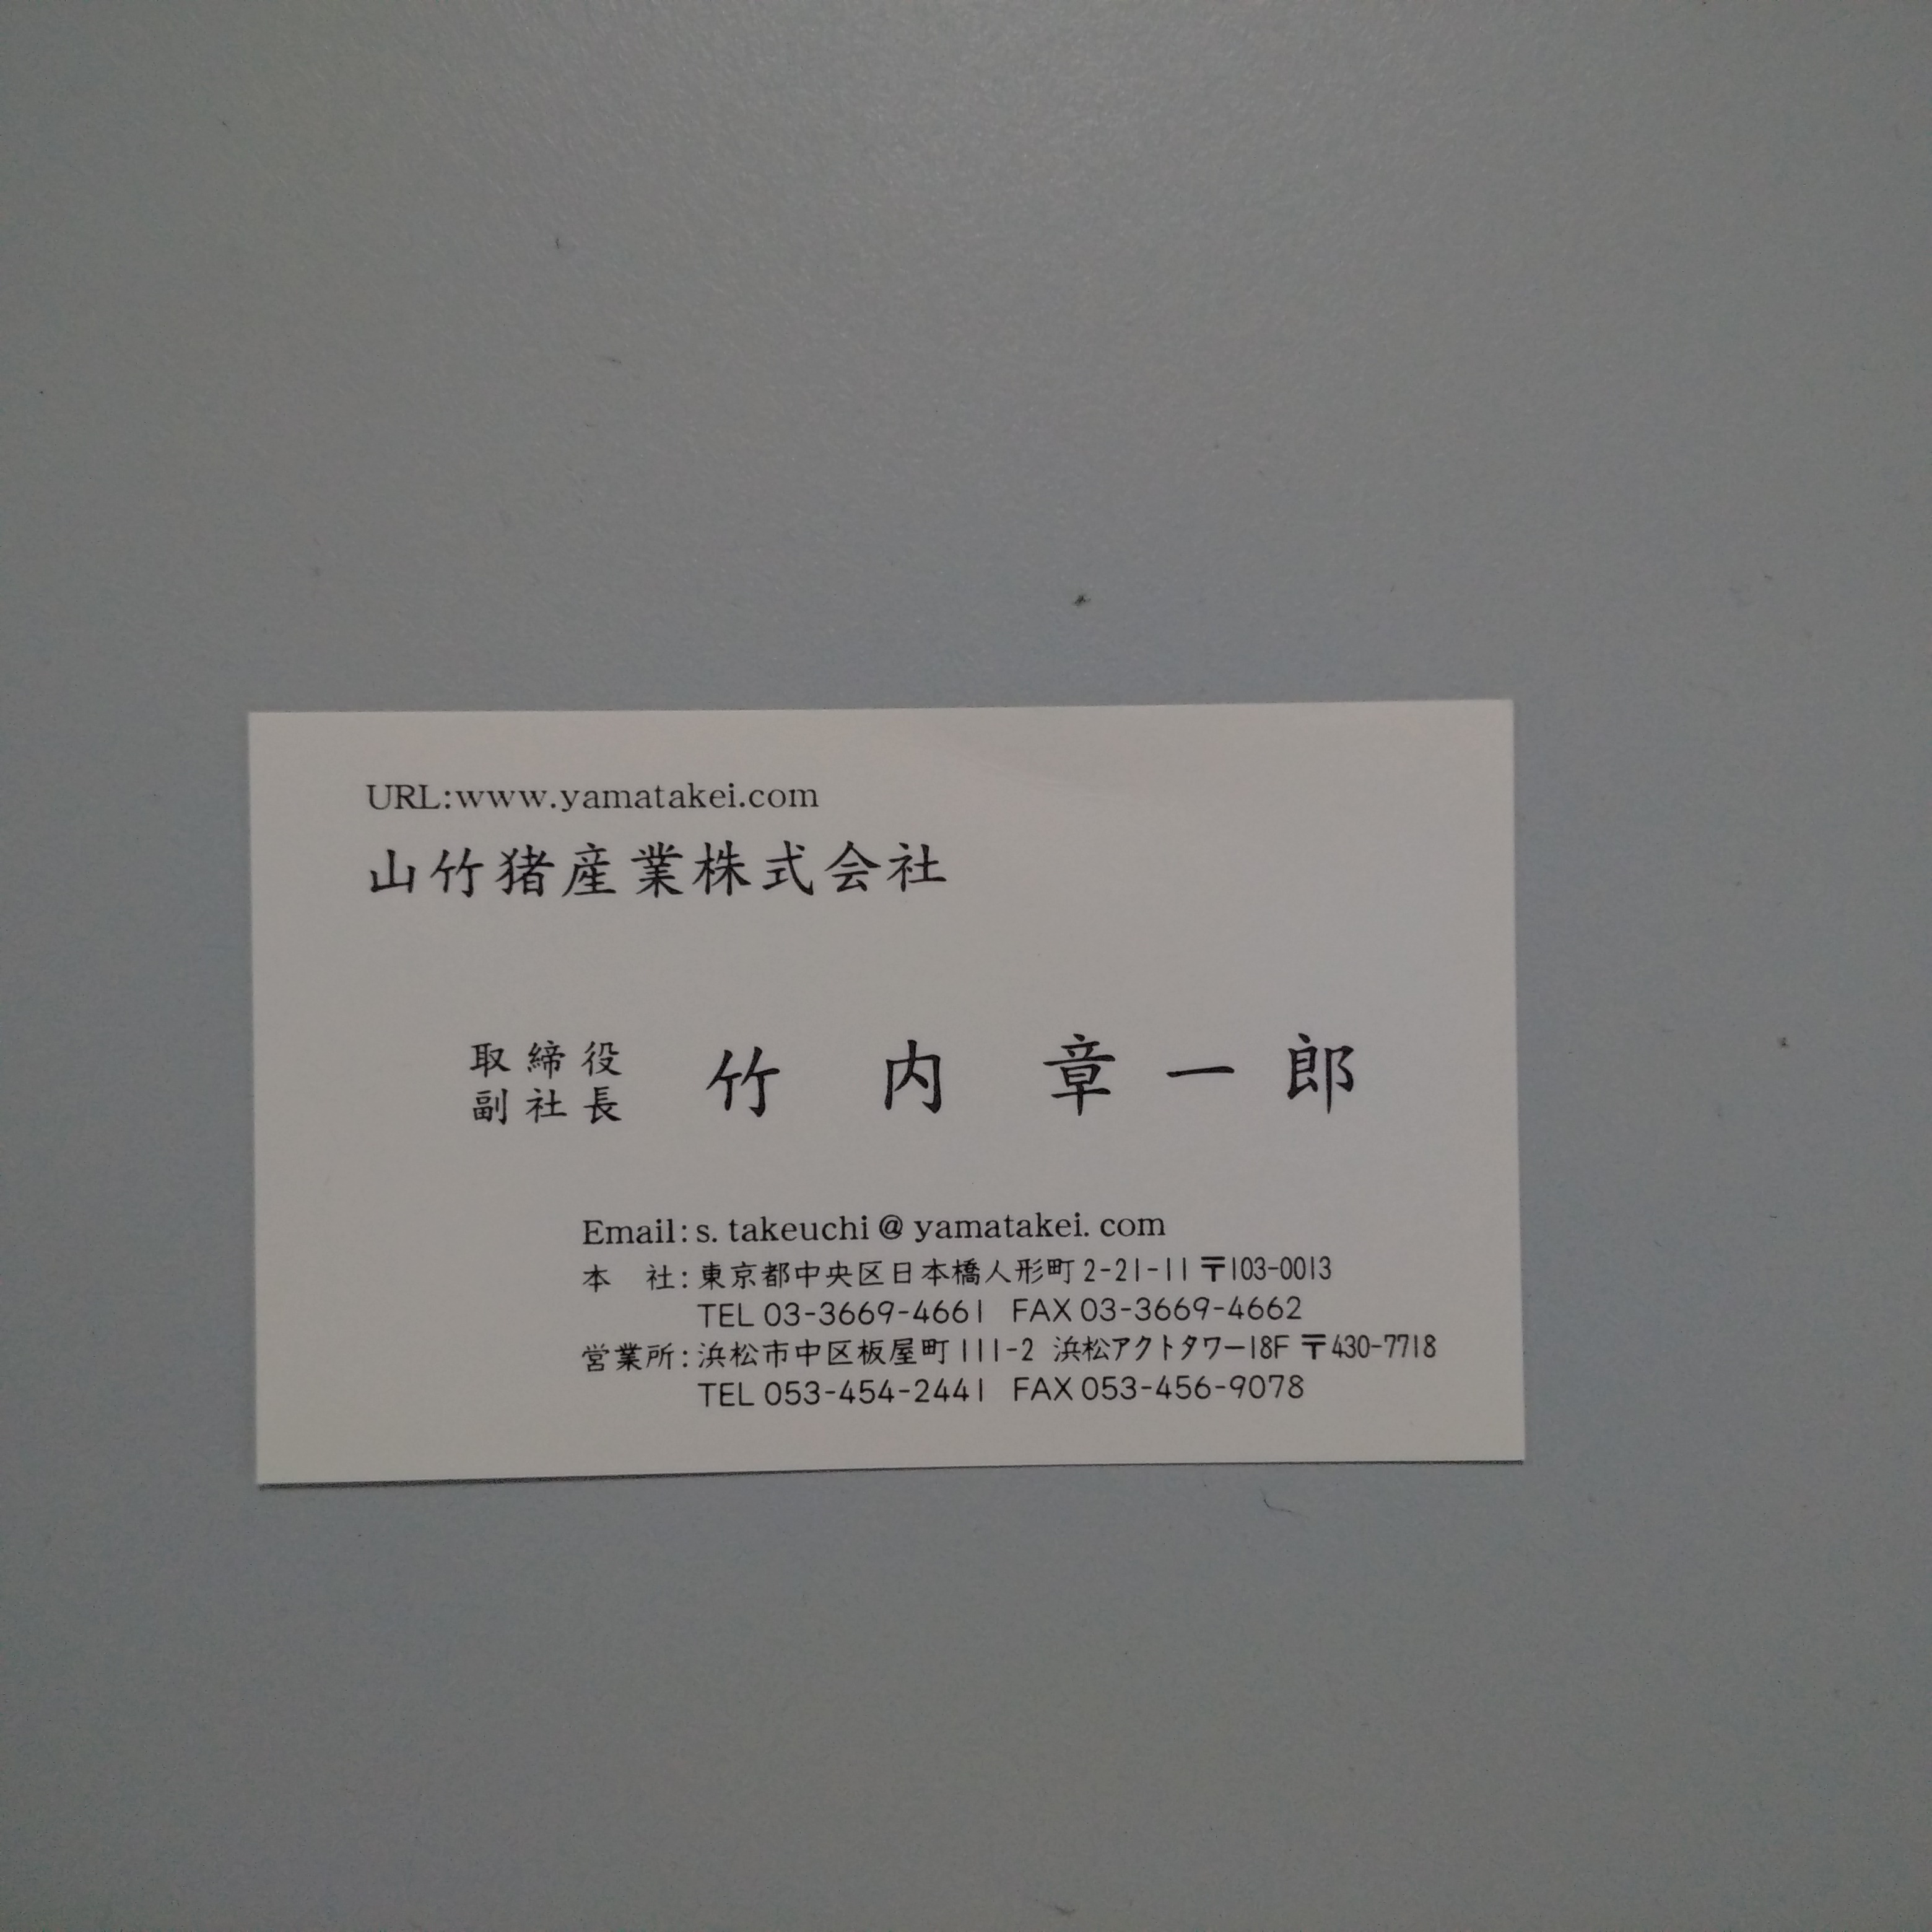 URL:www.yamatakei.com
山竹猪産業株式会社
取締役
副社長
竹内章一郎
Email:s.takeuchi@yamatakei.com
本　社:東京都中央区日本橋人形町2-21-11 〒103-0013
TEL 03-3669-4661 FAX 03-3669-4662
営業所:浜松市中区板屋町111-2 浜松アクトタワー18F 〒430-7718
TEL 053-454-2441 FAX 053-456-9078